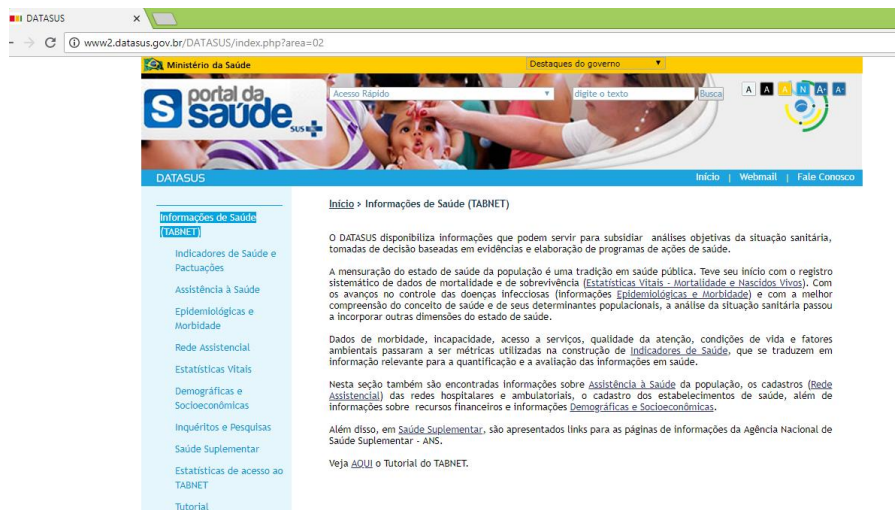 DATASUS
www2.datasus.gov.br/DATASUS/index.php?area=02
Ministério da Saúde
Destaques do governo
portal da
saúde
SUS
Acesso Rápido
digite o texto
Busca
A A A N A+ A-
DATASUS
Início | Webmail | Fale Conosco
Informações de Saúde
(TABNET)
Indicadores de Saúde e
Pactuações
Assistência à Saúde
Epidemiológicas e
Morbidade
Rede Assistencial
Estatísticas Vitais
Demográficas e
Socioeconômicas
Inquéritos e Pesquisas
Saúde Suplementar
Estatísticas de acesso ao
TABNET
Tutorial
Início > Informações de Saúde (TABNET)
O DATASUS disponibiliza informações que podem servir para subsidiar análises objetivas da situação sanitária,
tomadas de decisão baseadas em evidências e elaboração de programas de ações de saúde.
A mensuração do estado de saúde da população é uma tradição em saúde pública. Teve seu início com o registro
sistemático de dados de mortalidade e de sobrevivência (Estatísticas Vitais - Mortalidade e Nascidos Vivos). Com
os avanços no controle das doenças infecciosas (informações Epidemiológicas e Morbidade) e com a melhor
compreensão do conceito de saúde e de seus determinantes populacionais, a análise da situação sanitária passou
a incorporar outras dimensões do estado de saúde.
Dados de morbidade, incapacidade, acesso a serviços, qualidade da atenção, condições de vida e fatores
ambientais passaram a ser métricas utilizadas na construção de Indicadores de Saúde, que se traduzem em
informação relevante para a quantificação e a avaliação das informações em saúde.
Nesta seção também são encontradas informações sobre Assistência à Saúde da população, os cadastros (Rede
Assistencial) das redes hospitalares e ambulatoriais, o cadastro dos estabelecimentos de saúde, além de
informações sobre recursos financeiros e informações Demográficas e Socioeconômicas.
Além disso, em Saúde Suplementar, são apresentados links para as páginas de informações da Agência Nacional de
Saúde Suplementar - ANS.
Veja AQUI o Tutorial do TABNET.